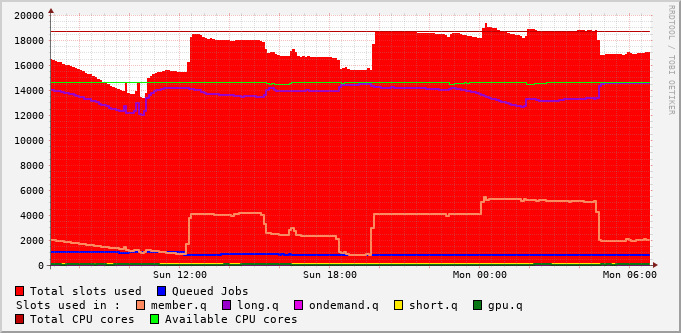 20000
18000
16000
14000
12000
10000
8000
6000
4000
2000
0
Sun 12:00 Sun 18:00 Mon 00:00 Mon 06:00
RRDTOOL / TOBI OETIKER
Total slots used Queued Jobs
Slots used in : member.q long.q ondemand.q short.q gpu.q
Total CPU cores Available CPU cores